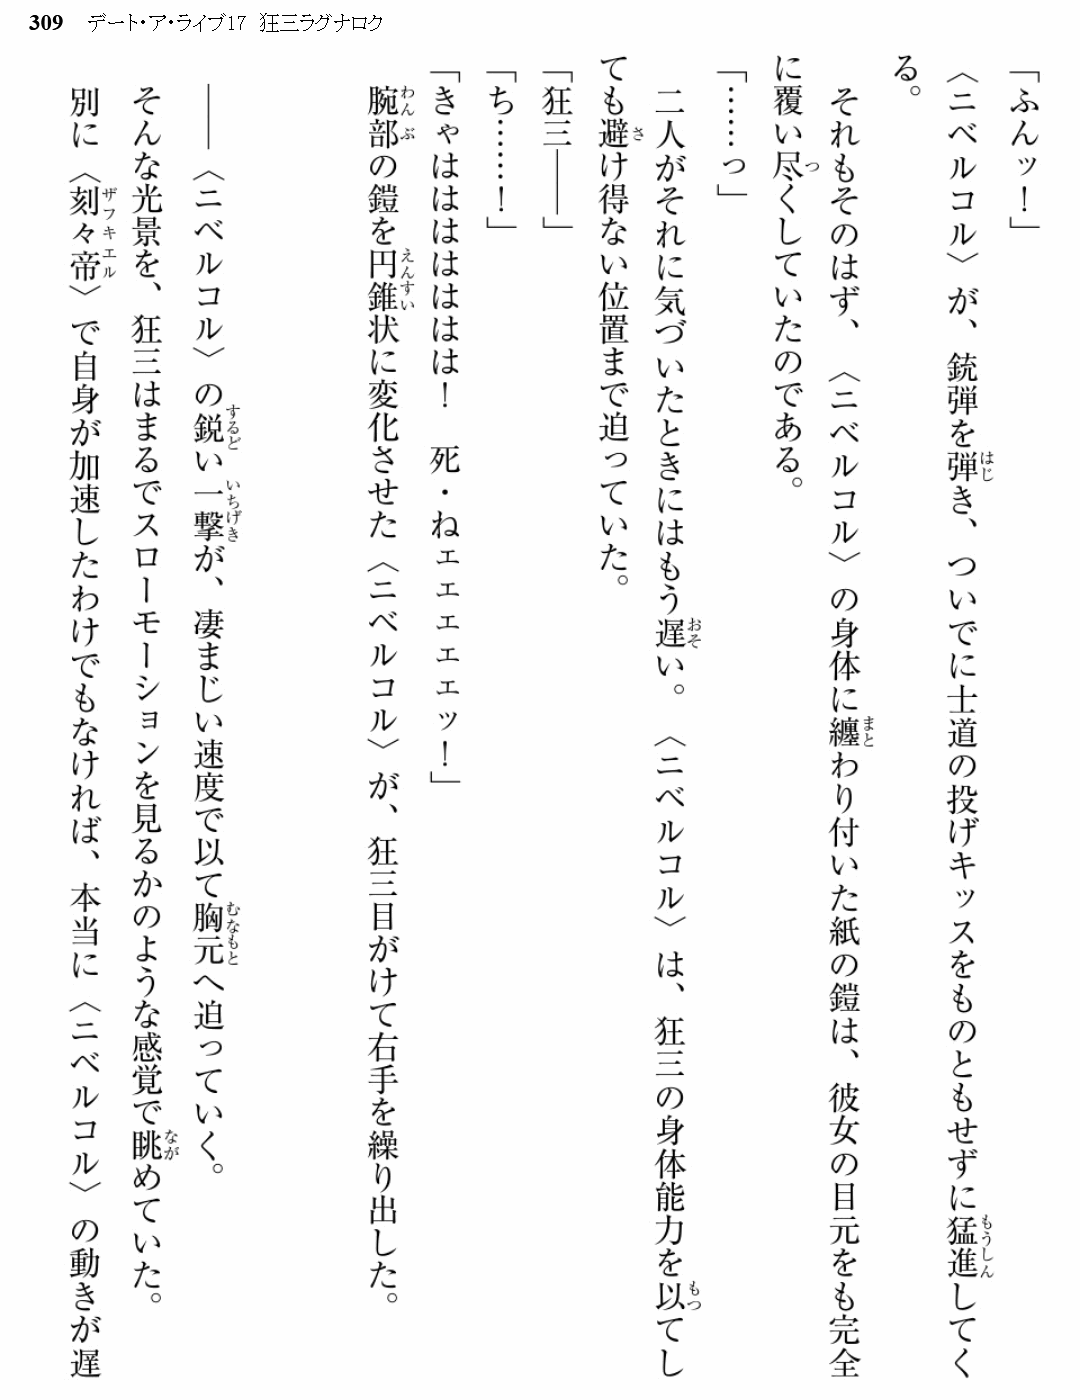 309 デート・ア・ライブ17 狂三ラグナロク
「ふんッ！」
〈ニベルコル〉が、銃弾を弾き、ついでに士道の投げキッスをものともせずに猛進してく
る。
それもそのはず、〈ニベルコル〉の身体に纏わり付いた紙の鎧は、彼女の目元をも完全
に覆い尽くしていたのである。
「……っ」
二人がそれに気づいたときにはもう遅い。〈ニベルコル〉は、狂三の身体能力を以てし
ても避け得ない位置まで迫っていた。
「狂三――」
「ち……！」
「きゃははははははは！　死・ねェェェェェッ！」
腕部の鎧を円錐状に変化させた〈ニベルコル〉が、狂三目がけて右手を繰り出した。
――〈ニベルコル〉の鋭い一撃が、凄まじい速度で以て胸元へ迫っていく。
そんな光景を、狂三はまるでスローモーションを見るかのような感覚で眺めていた。
別に〈刻々帝〉で自身が加速したわけでもなければ、本当に〈ニベルコル〉の動きが遅